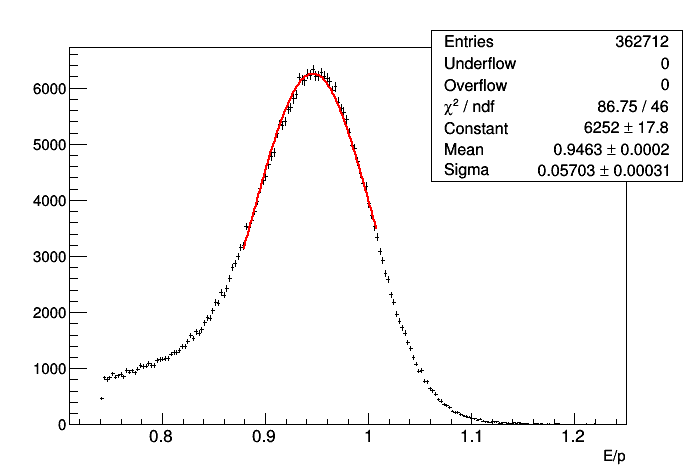 Entries 362712
Underflow 0
Overflow 0
χ² / ndf 86.75 / 46
Constant 6252 ± 17.8
Mean 0.9463 ± 0.0002
Sigma 0.05703 ± 0.00031
6000
5000
4000
3000
2000
1000
0
0.8 0.9 1 1.1 1.2
E/p